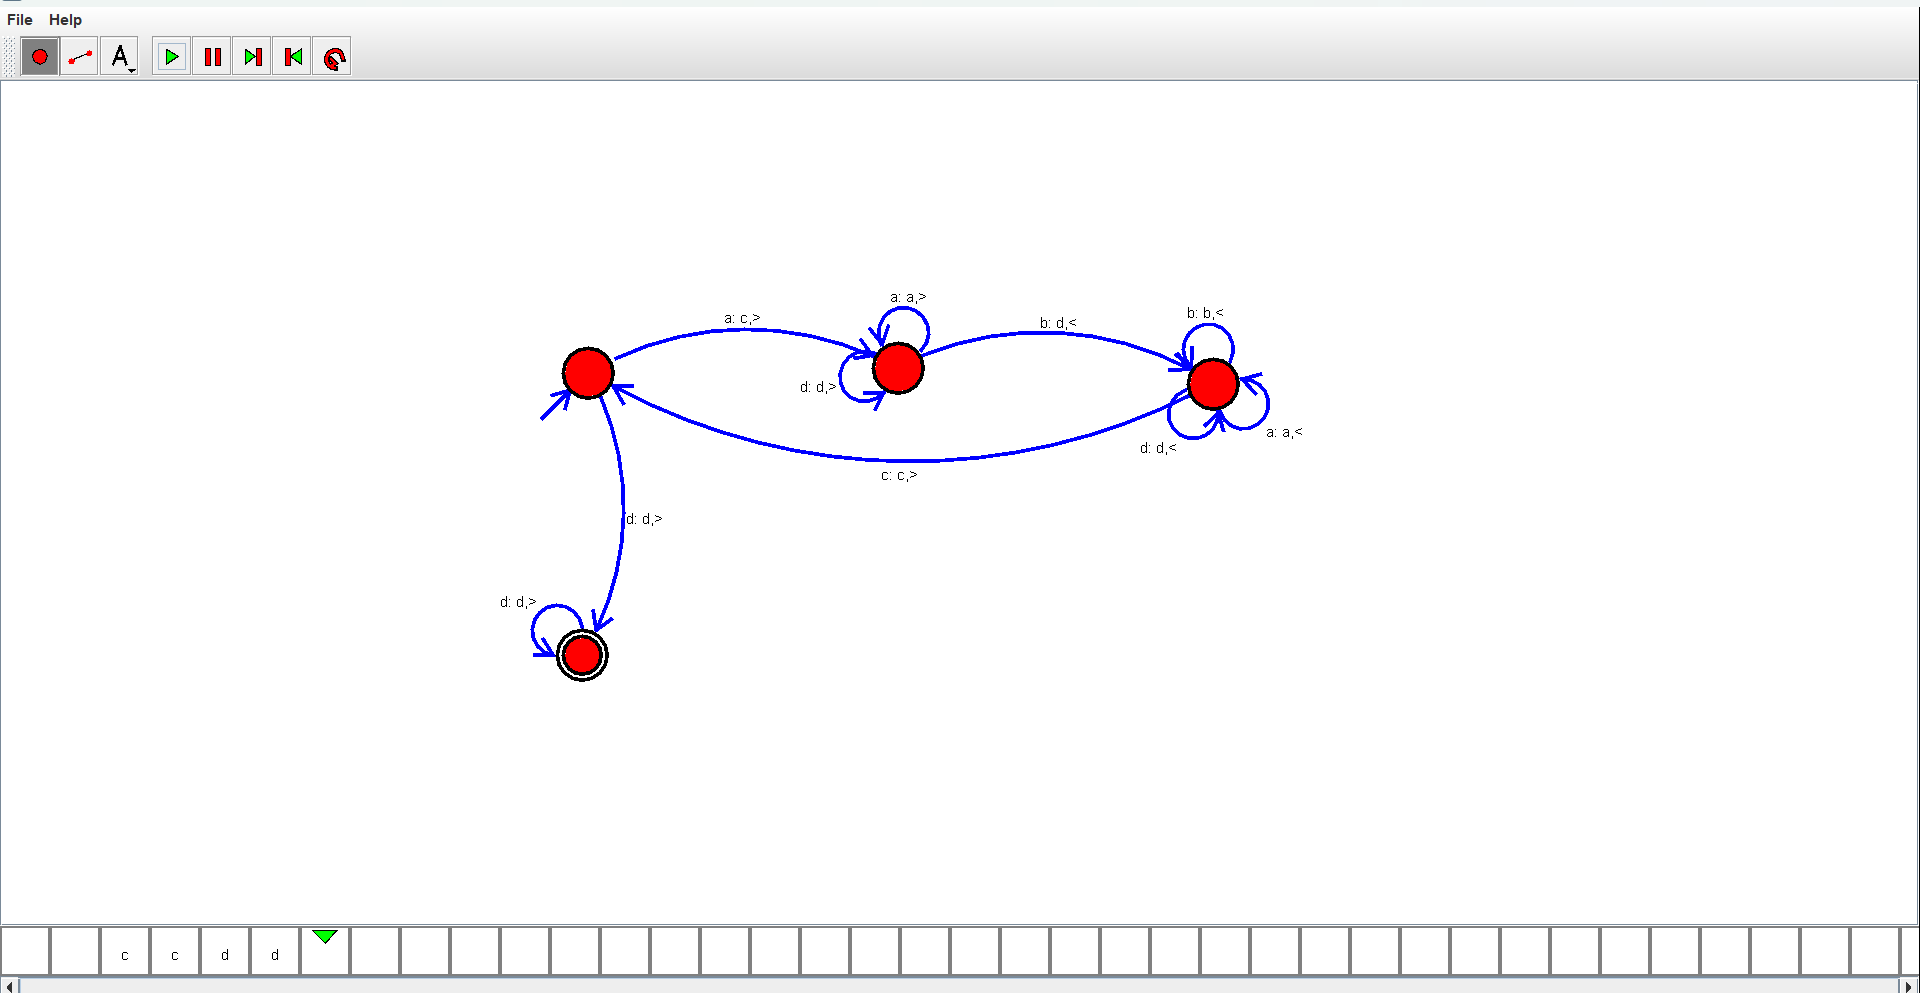 File Help
A
a: a,>
b: b,<
a: c,>
b: d,<
d: d,>
a: a,<
d: d,<
c: c,>
d: d,>
d: d,>
c c d d